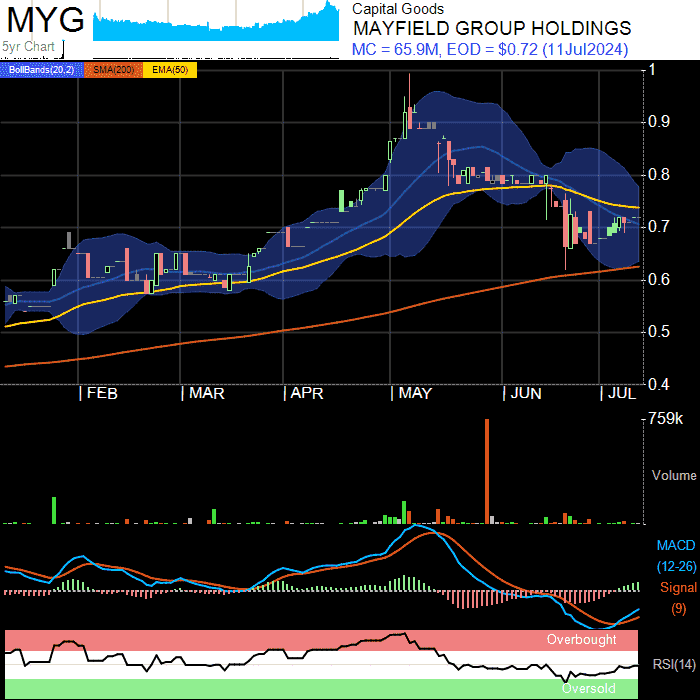 MYG
5yr Chart
Capital Goods
MAYFIELD GROUP HOLDINGS
MC = 65.9M, EOD = $0.72 (11Jul2024)
BollBands(20,2) SMA(200) EMA(50)
1
0.9
0.8
0.7
0.6
0.5
0.4
FEB MAR APR MAY JUN JUL
759k
Volume
MACD
(12-26)
Signal
(9)
Overbought
RSI(14)
Oversold